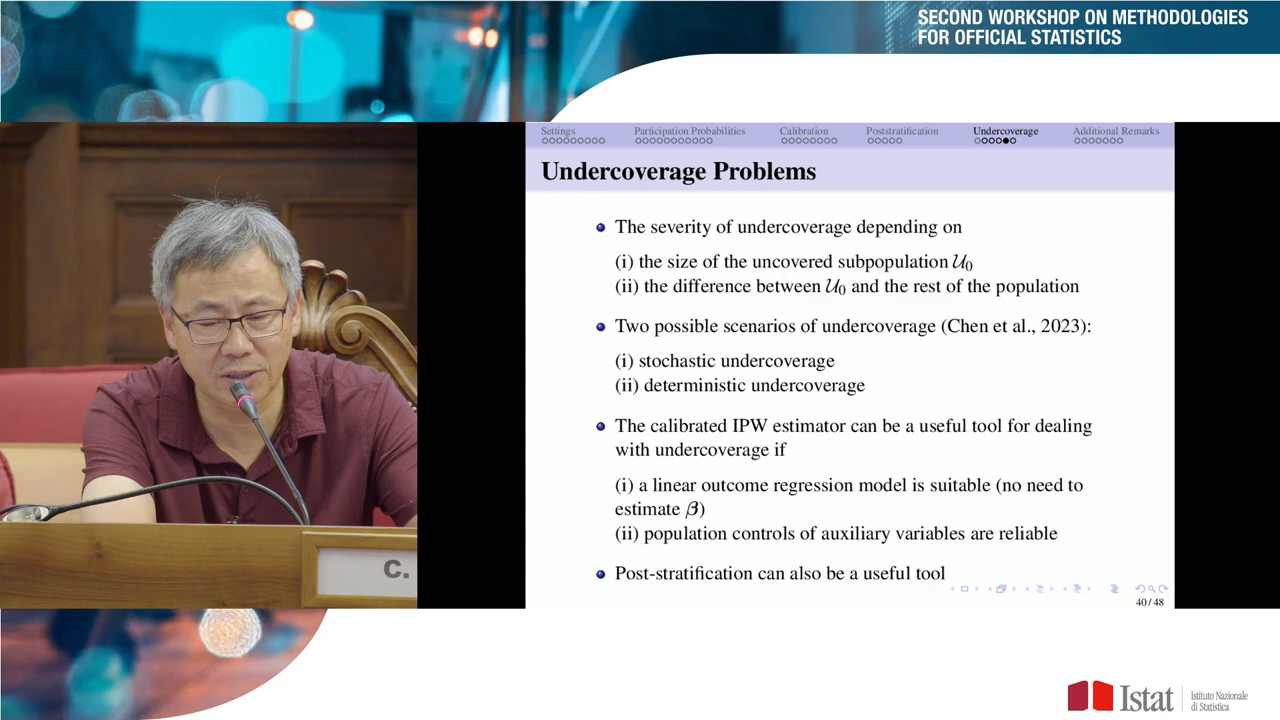 SECOND WORKSHOP ON METHODOLOGIES
FOR OFFICIAL STATISTICS
Settings
Participation Probabilities
Calibration
Poststratification
Undercoverage
Additional Remarks
Undercoverage Problems
The severity of undercoverage depending on
(i) the size of the uncovered subpopulation 𝒰₀
(ii) the difference between 𝒰₀ and the rest of the population
Two possible scenarios of undercoverage (Chen et al., 2023):
(i) stochastic undercoverage
(ii) deterministic undercoverage
The calibrated IPW estimator can be a useful tool for dealing
with undercoverage if
(i) a linear outcome regression model is suitable (no need to
estimate β)
(ii) population controls of auxiliary variables are reliable
Post-stratification can also be a useful tool
40 / 48
C.
Istat
Istituto Nazionale
di Statistica